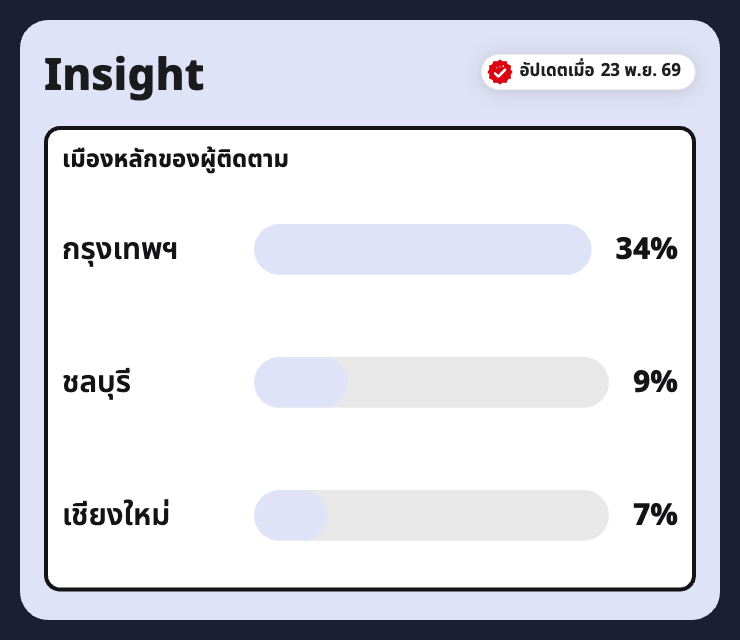 Insight
อัปเดตเมื่อ 23 พ.ย. 69
เมืองหลักของผู้ติดตาม
กรุงเทพฯ 34%
ชลบุรี 9%
เชียงใหม่ 7%